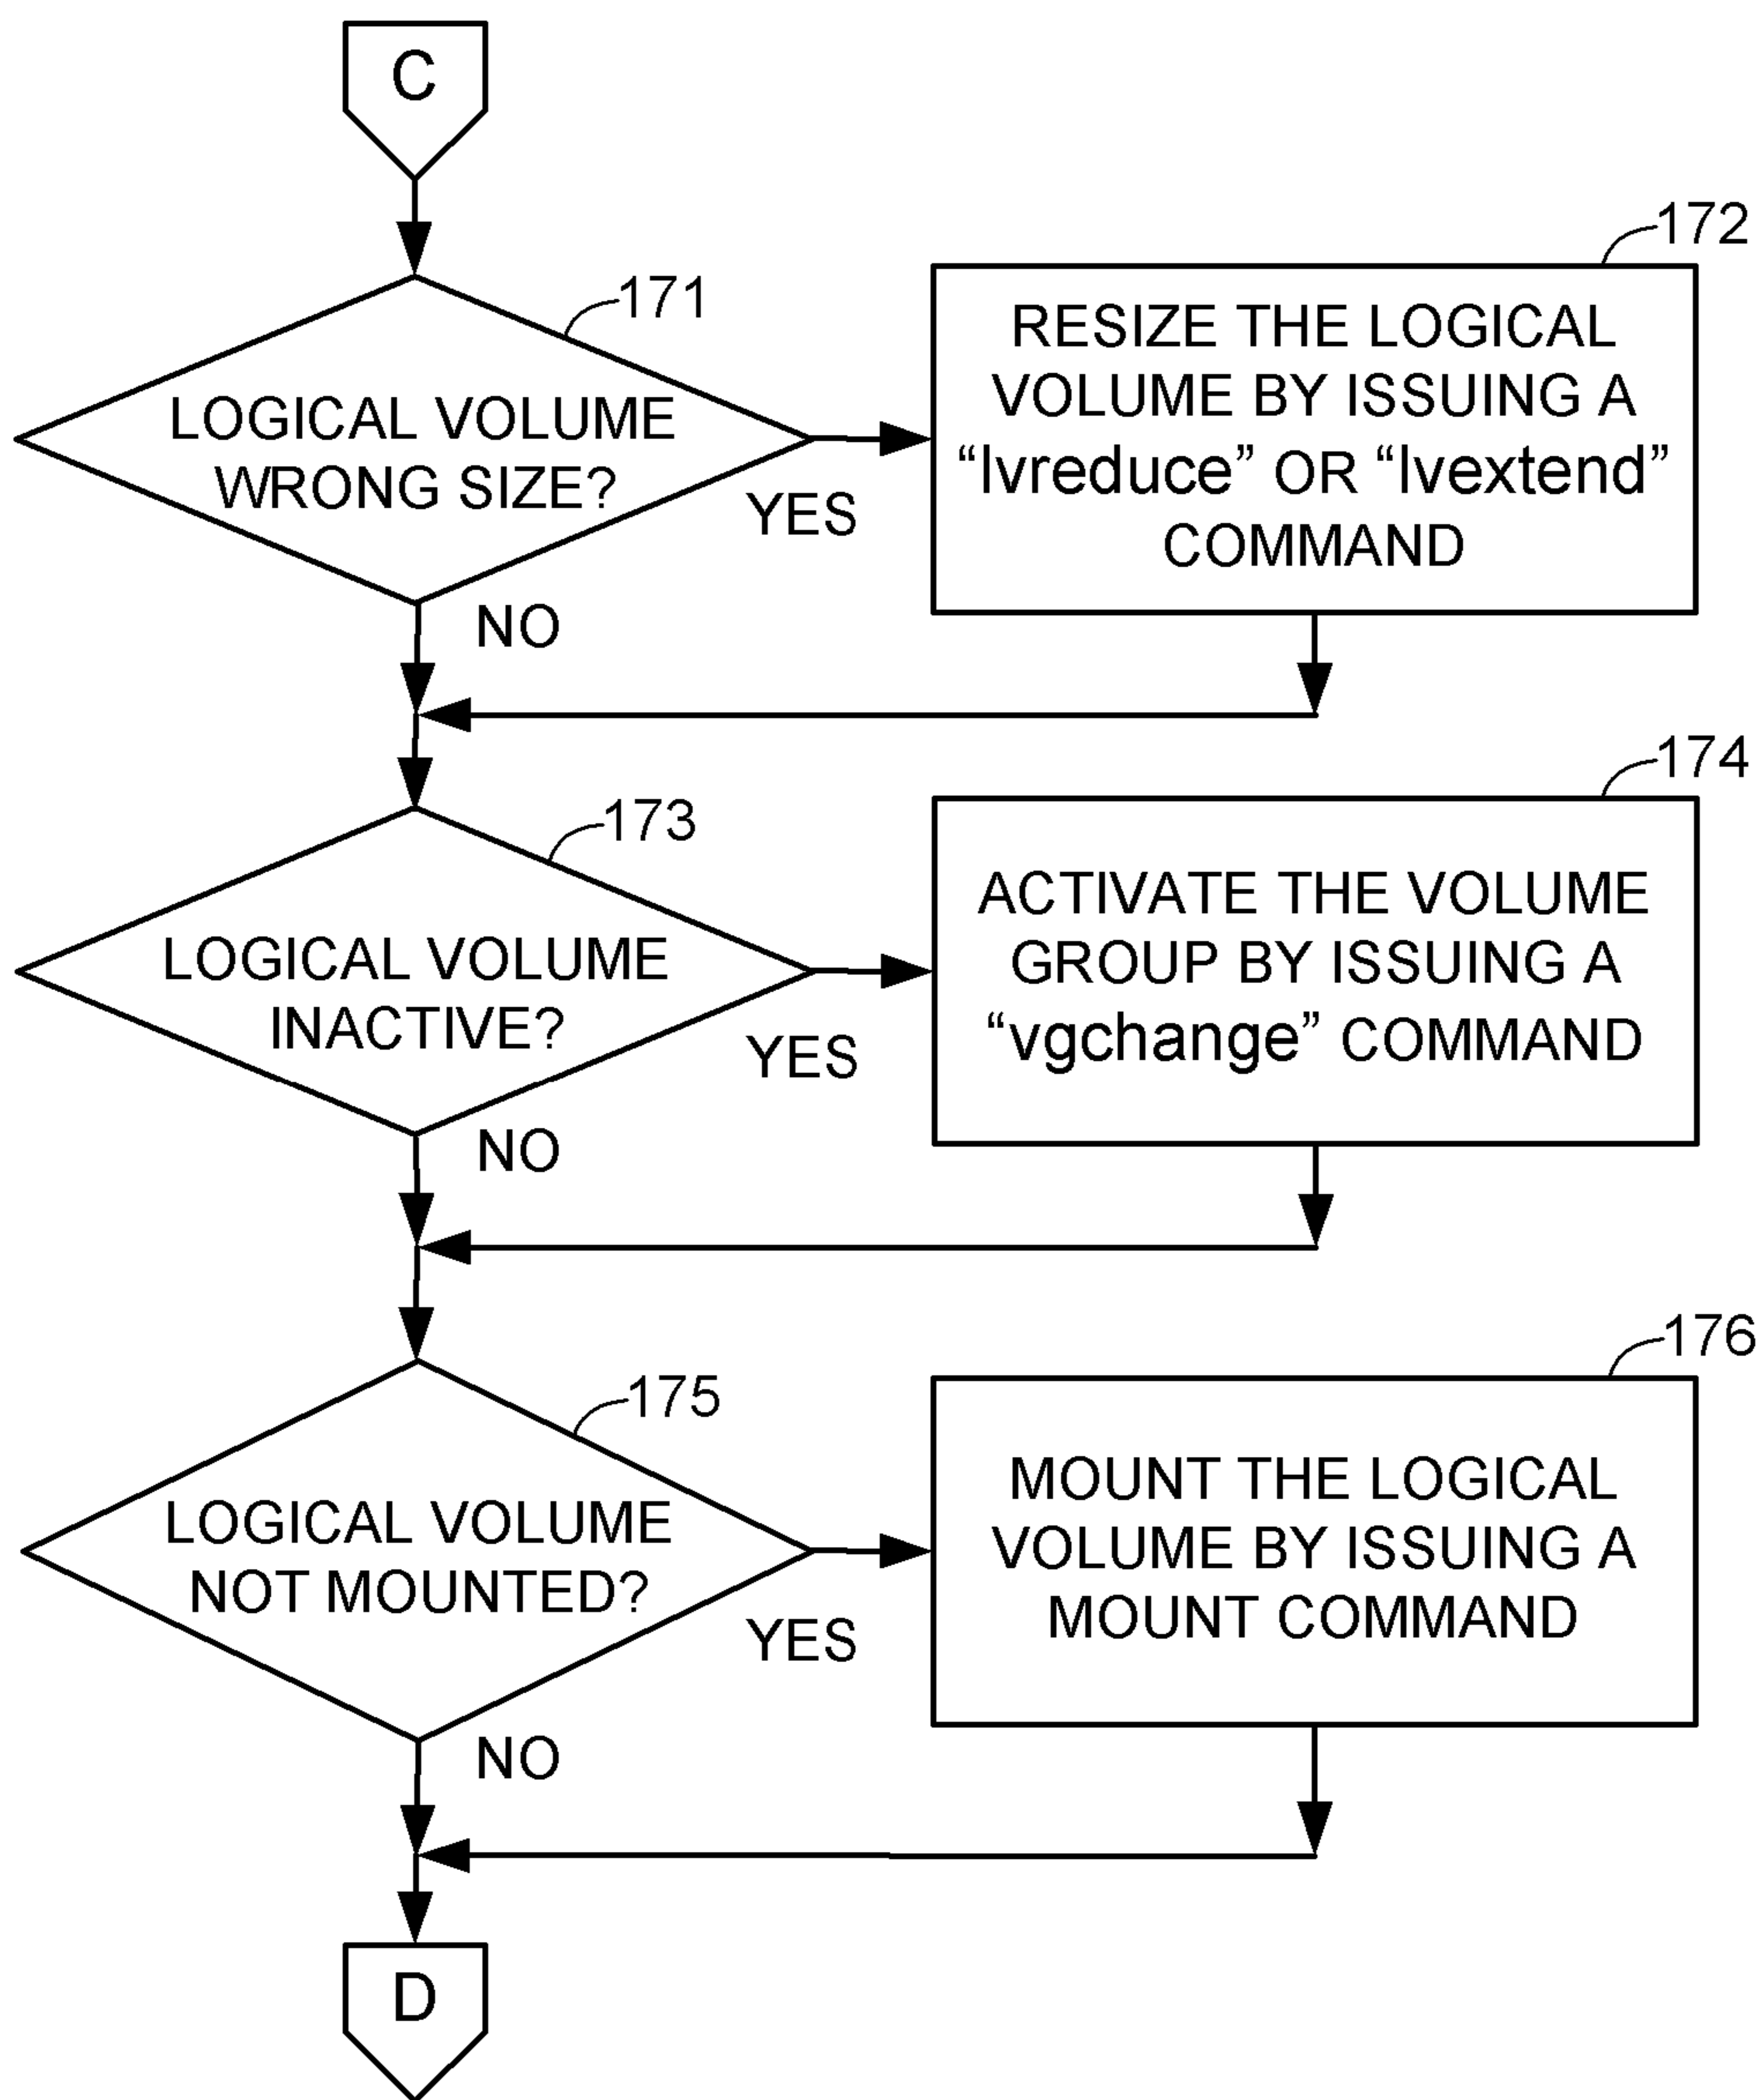 C
171
LOGICAL VOLUME
WRONG SIZE?
YES
NO
172
RESIZE THE LOGICAL
VOLUME BY ISSUING A
“lvreduce” OR “lvextend”
COMMAND
173
LOGICAL VOLUME
INACTIVE?
YES
NO
174
ACTIVATE THE VOLUME
GROUP BY ISSUING A
“vgchange” COMMAND
175
LOGICAL VOLUME
NOT MOUNTED?
YES
NO
176
MOUNT THE LOGICAL
VOLUME BY ISSUING A
MOUNT COMMAND
D